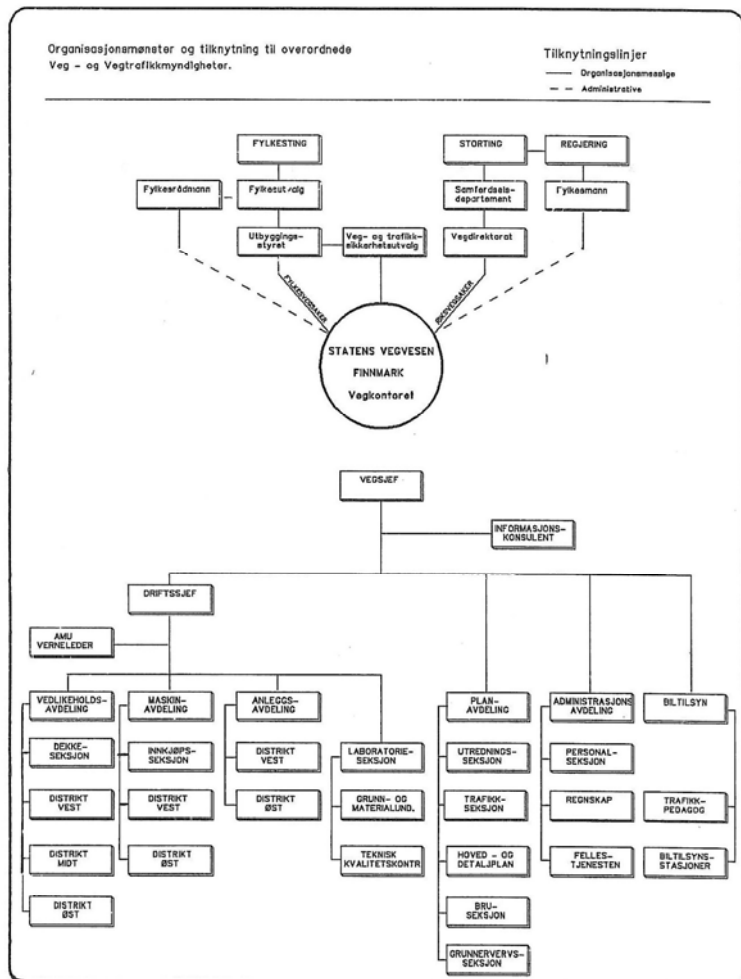 Organisasjonsmønster og tilknytning til overordnede
Veg - og Vegtrafikkmyndigheter.
Tilknytningslinjer
Organisasjonsmessige
Administrative
FYLKESTING
STORTING
REGJERING
Fylkesrådmann
Fylkesutvalg
Samferdsels-
departement
Fylkesmann
Utbyggings-
styret
Veg- og trafikk-
sikkerhetsutvalg
Vegdirektorat
FYLKESVEGSAKER
RIKSVEGSAKER
STATENS VEGVESEN
FINNMARK
Vegkontoret
VEGSJEF
INFORMASJONS-
KONSULENT
DRIFTSSJEF
AMU
VERNELEDER
VEDLIKEHOLDS-
AVDELING
MASKIN-
AVDELING
ANLEGGS-
AVDELING
PLAN-
AVDELING
ADMINISTRASJONS
AVDELING
BILTILSYN
DEKKE-
SEKSJON
INNKJØPS-
SEKSJON
DISTRIKT
VEST
LABORATORIE-
SEKSJON
UTREDNINGS-
SEKSJON
PERSONAL-
SEKSJON
DISTRIKT
VEST
DISTRIKT
VEST
DISTRIKT
ØST
GRUNN- OG
MATERIALUND.
TRAFIKK-
SEKSJON
REGNSKAP
TRAFIKK-
PEDAGOG
DISTRIKT
MIDT
DISTRIKT
ØST
TEKNISK
KVALITETSKONTR
HOVED - OG
DETALJPLAN
FELLES-
TJENESTEN
BILTILSYNS-
STASJONER
DISTRIKT
ØST
BRU-
SEKSJON
GRUNNERVERVS-
SEKSJON